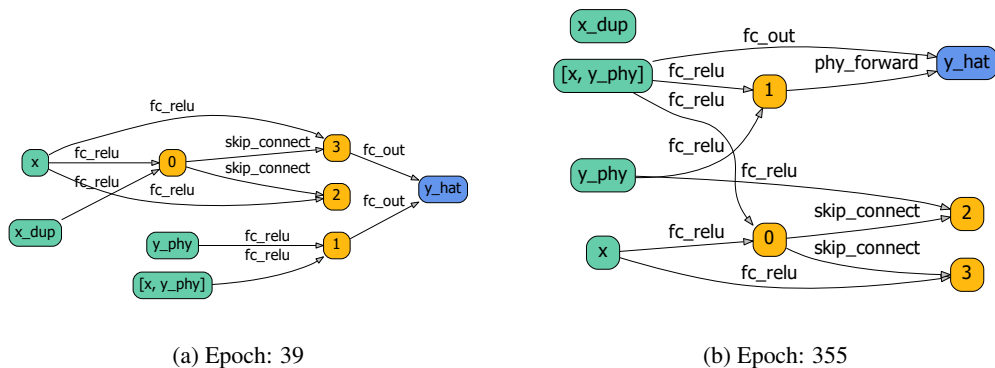 x_dup
fc_out
[x, y_phy]
fc_relu
phy_forward
y_hat
1
fc_relu
fc_relu
y_phy
fc_relu
2
skip_connect
x
fc_relu
0
skip_connect
fc_relu
3
fc_relu
x
fc_relu
0
skip_connect
3
fc_out
skip_connect
fc_relu
2
y_hat
x_dup
fc_out
y_phy
fc_relu
1
fc_relu
[x, y_phy]
(a) Epoch: 39
(b) Epoch: 355